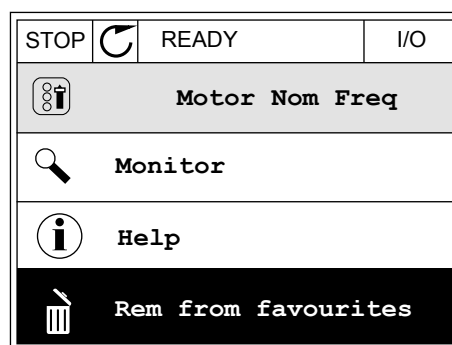 STOP READY I/O
Motor Nom Freq
Monitor
Help
Rem from favourites